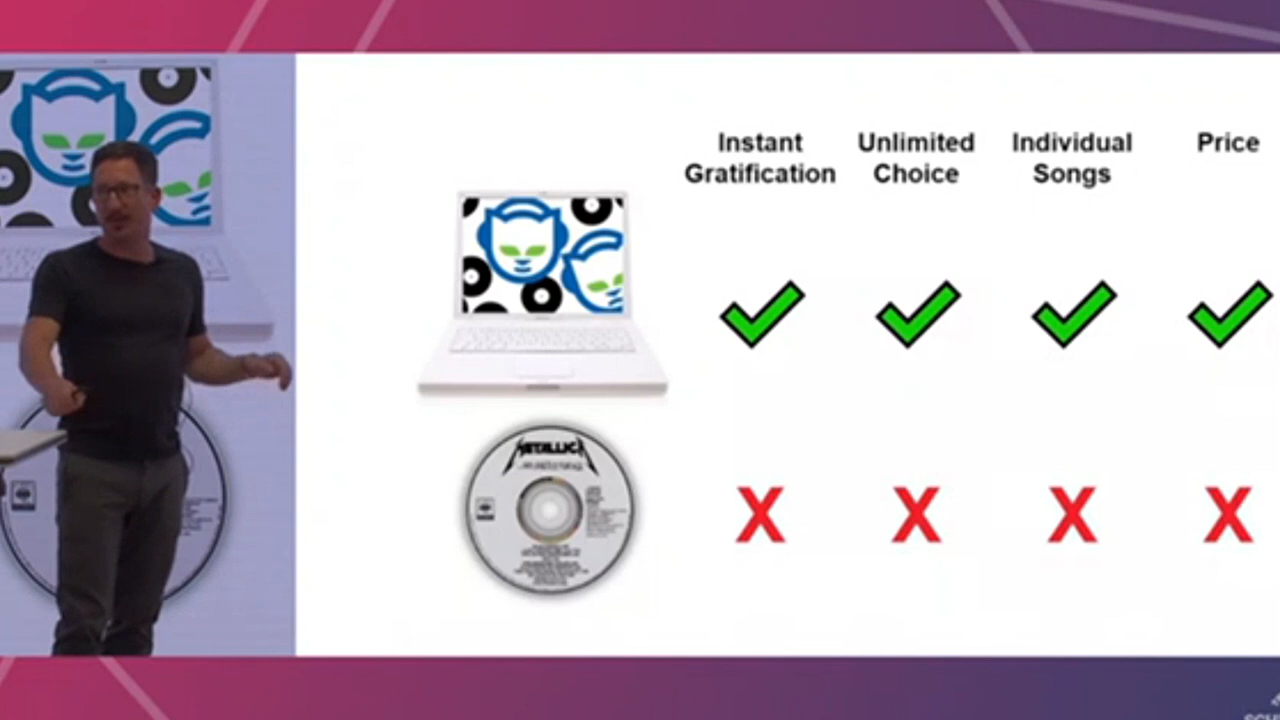 Instant
Gratification
Unlimited
Choice
Individual
Songs
Price
METALLICA
X X X X